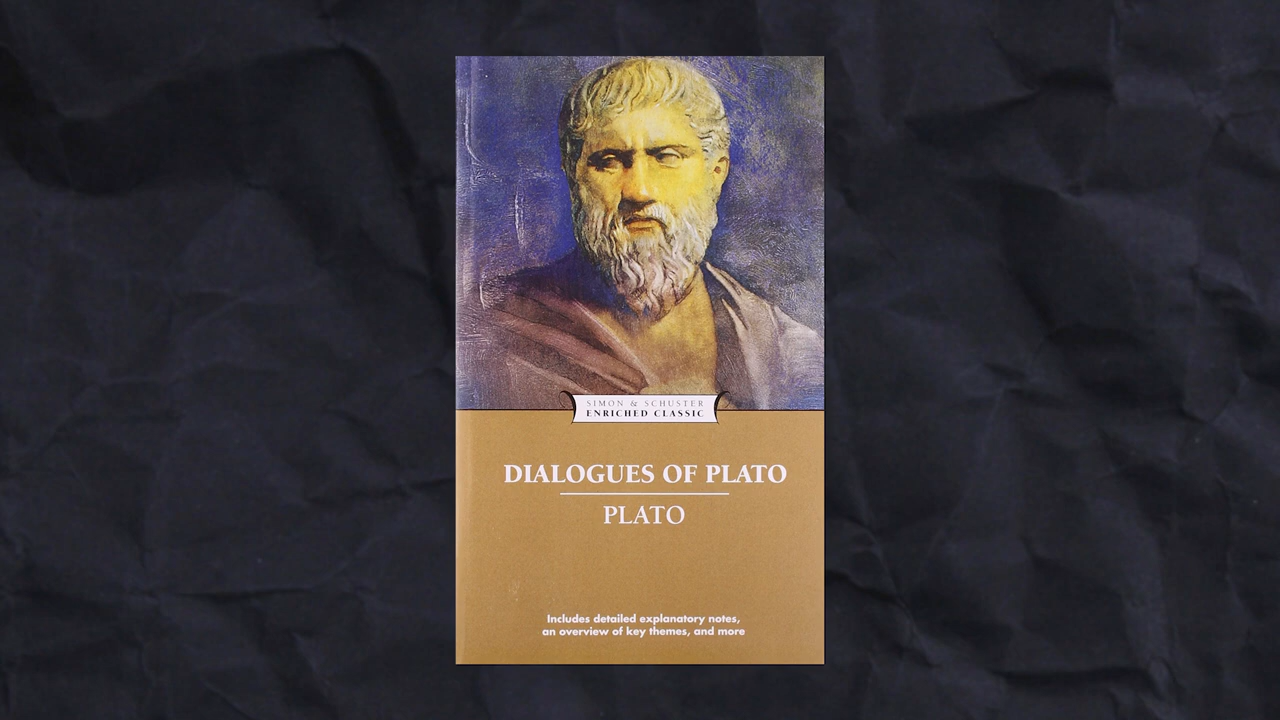 SIMON & SCHUSTER
ENRICHED CLASSIC
DIALOGUES OF PLATO
PLATO
Includes detailed explanatory notes,
an overview of key themes, and more